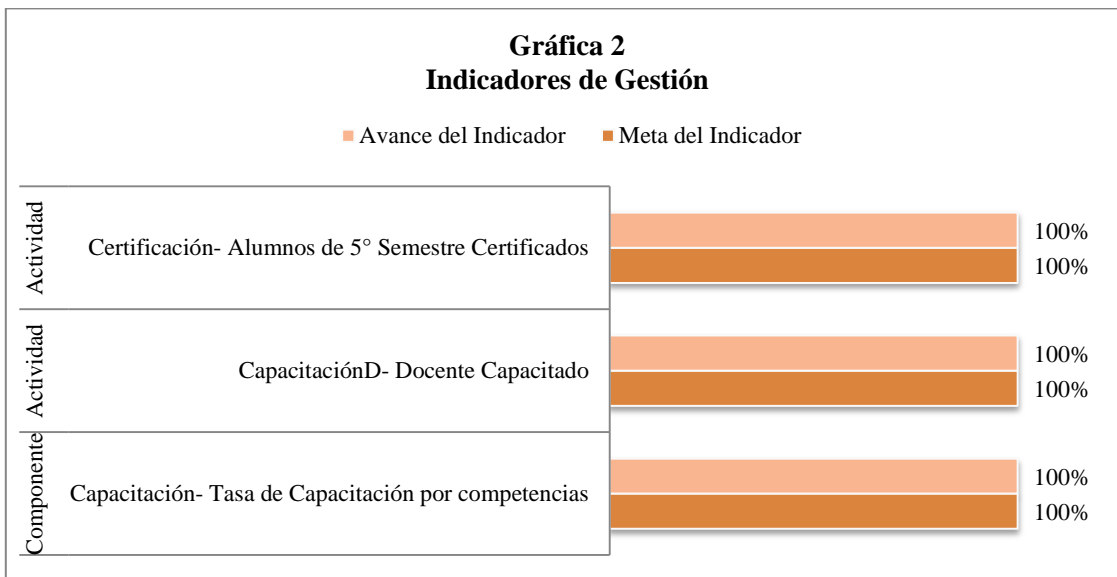 Gráfica 2
Indicadores de Gestión
Avance del Indicador Meta del Indicador
Actividad
Certificación- Alumnos de 5° Semestre Certificados
100%
100%
Actividad
CapacitaciónD- Docente Capacitado
100%
100%
Componente
Capacitación- Tasa de Capacitación por competencias
100%
100%